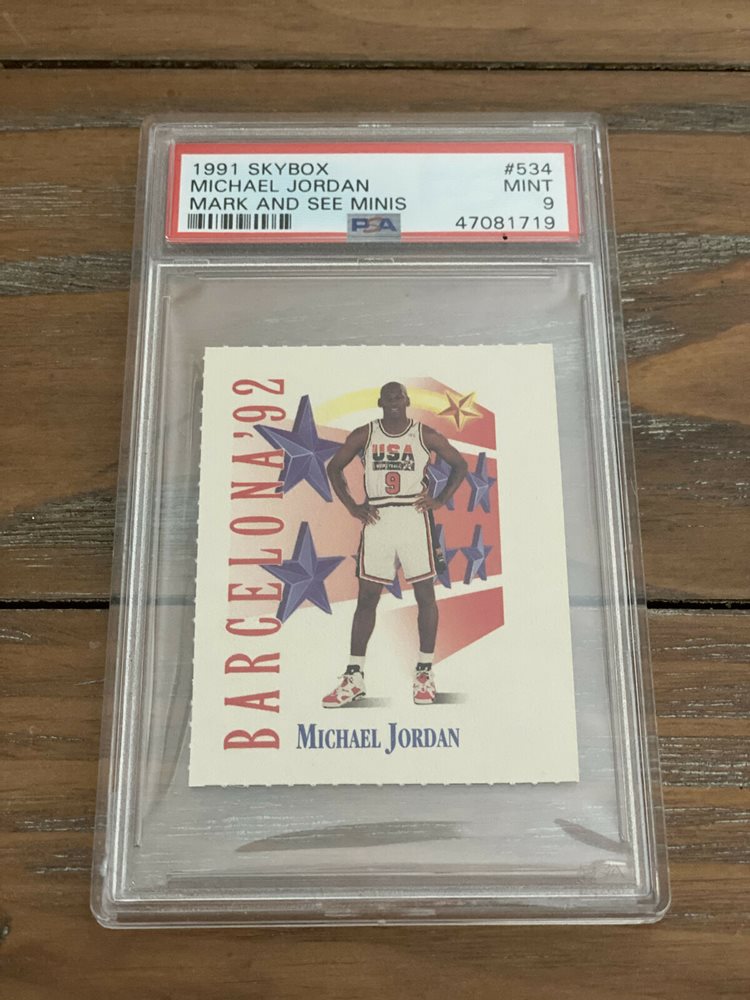 1991 SKYBOX #534
MICHAEL JORDAN MINT
MARK AND SEE MINIS 9
PSA 47081719
BARCELONA'92
USA
9
MICHAEL JORDAN